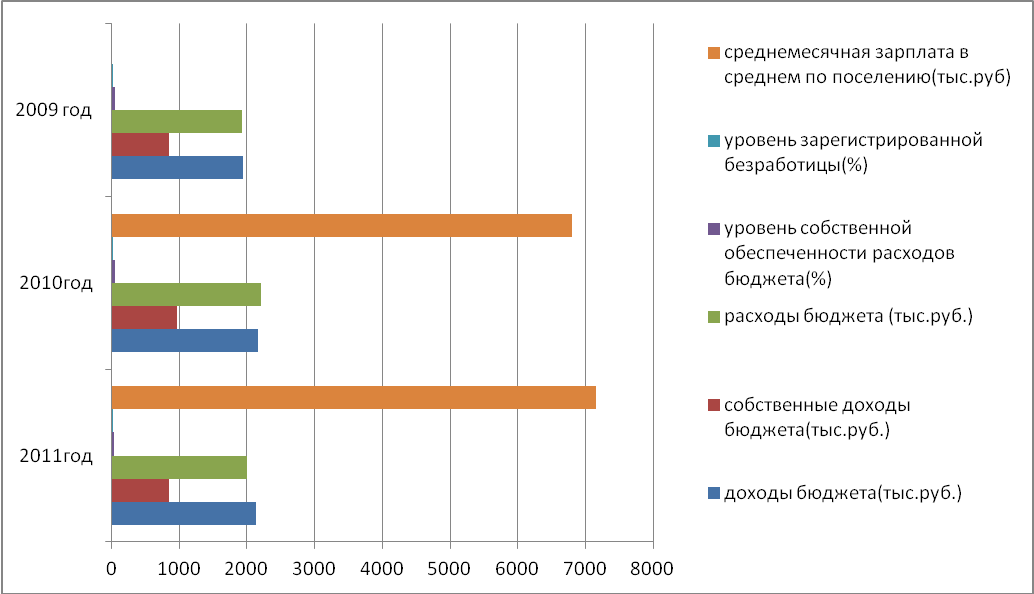 2009 год
2010год
2011год
0 1000 2000 3000 4000 5000 6000 7000 8000
среднемесячная зарплата в
среднем по поселению(тыс.руб)
уровень зарегистрированной
безработицы(%)
уровень собственной
обеспеченности расходов
бюджета(%)
расходы бюджета (тыс.руб.)
собственные доходы
бюджета(тыс.руб.)
доходы бюджета(тыс.руб.)